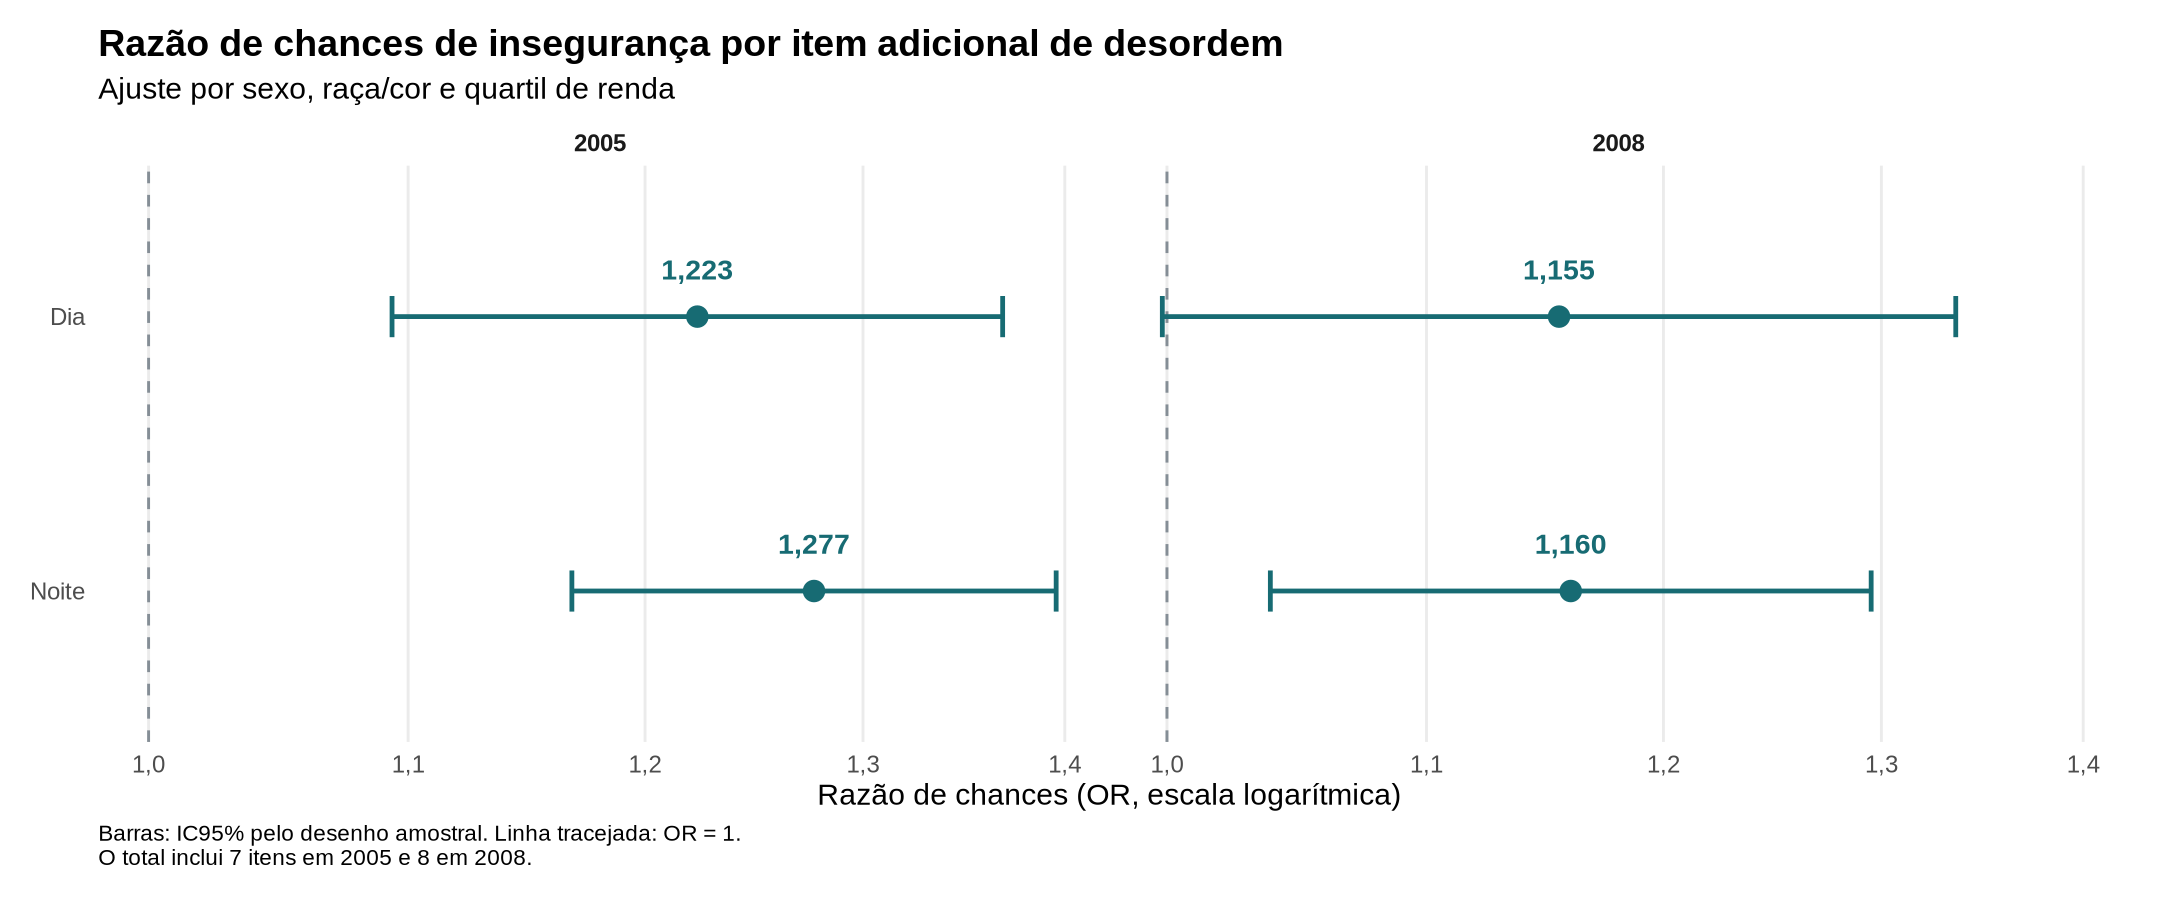 Razão de chances de insegurança por item adicional de desordem
Ajuste por sexo, raça/cor e quartil de renda
2005
2008
1,223
1,155
Dia
1,277
1,160
Noite
1,0
1,1
1,2
1,3
1,4
1,0
1,1
1,2
1,3
1,4
Razão de chances (OR, escala logarítmica)
Barras: IC95% pelo desenho amostral. Linha tracejada: OR = 1.
O total inclui 7 itens em 2005 e 8 em 2008.